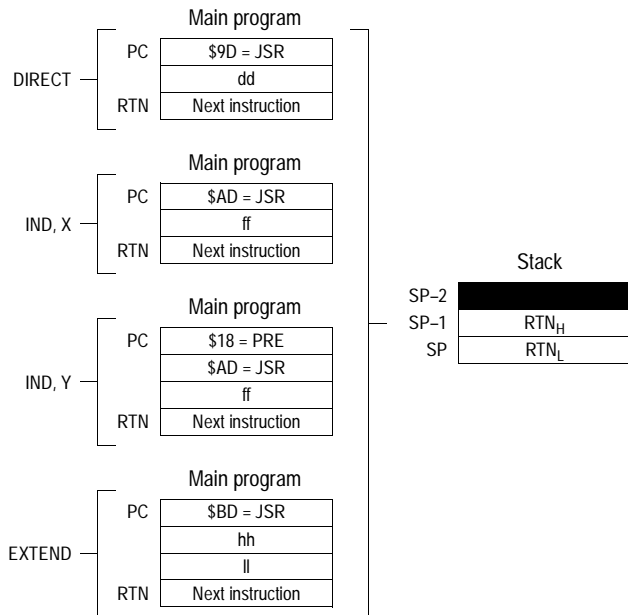 Main program
PC $9D = JSR
DIRECT dd
RTN Next instruction
Main program
PC $AD = JSR
IND, X ff
RTN Next instruction
Main program
PC $18 = PRE
$AD = JSR
IND, Y ff
RTN Next instruction
Main program
PC $BD = JSR
hh
EXTEND ll
RTN Next instruction
Stack
SP–2
SP–1 RTNH
SP RTNL